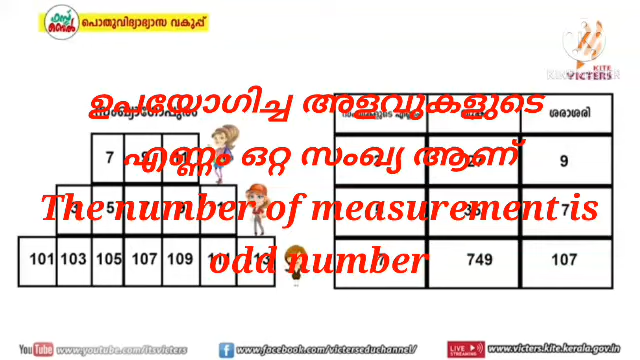 പൊതുവിദ്യാഭ്യാസ വകുപ്പ്
KITE VICTERS
ഉപയോഗിച്ച അളവുകളുടെ
എണ്ണം ഒറ്റ സംഖ്യ ആണ്
The number of measurement is
odd number
സംഖ്യാഗോപുരം
7
101 103 105 107 109
ശരാശരി
9
7
749 107
YouTube www.youtube.com/itsvicters
www.facebook.com/victerseduchannel/
LIVE STREAMING www.victers.kite.kerala.gov.in